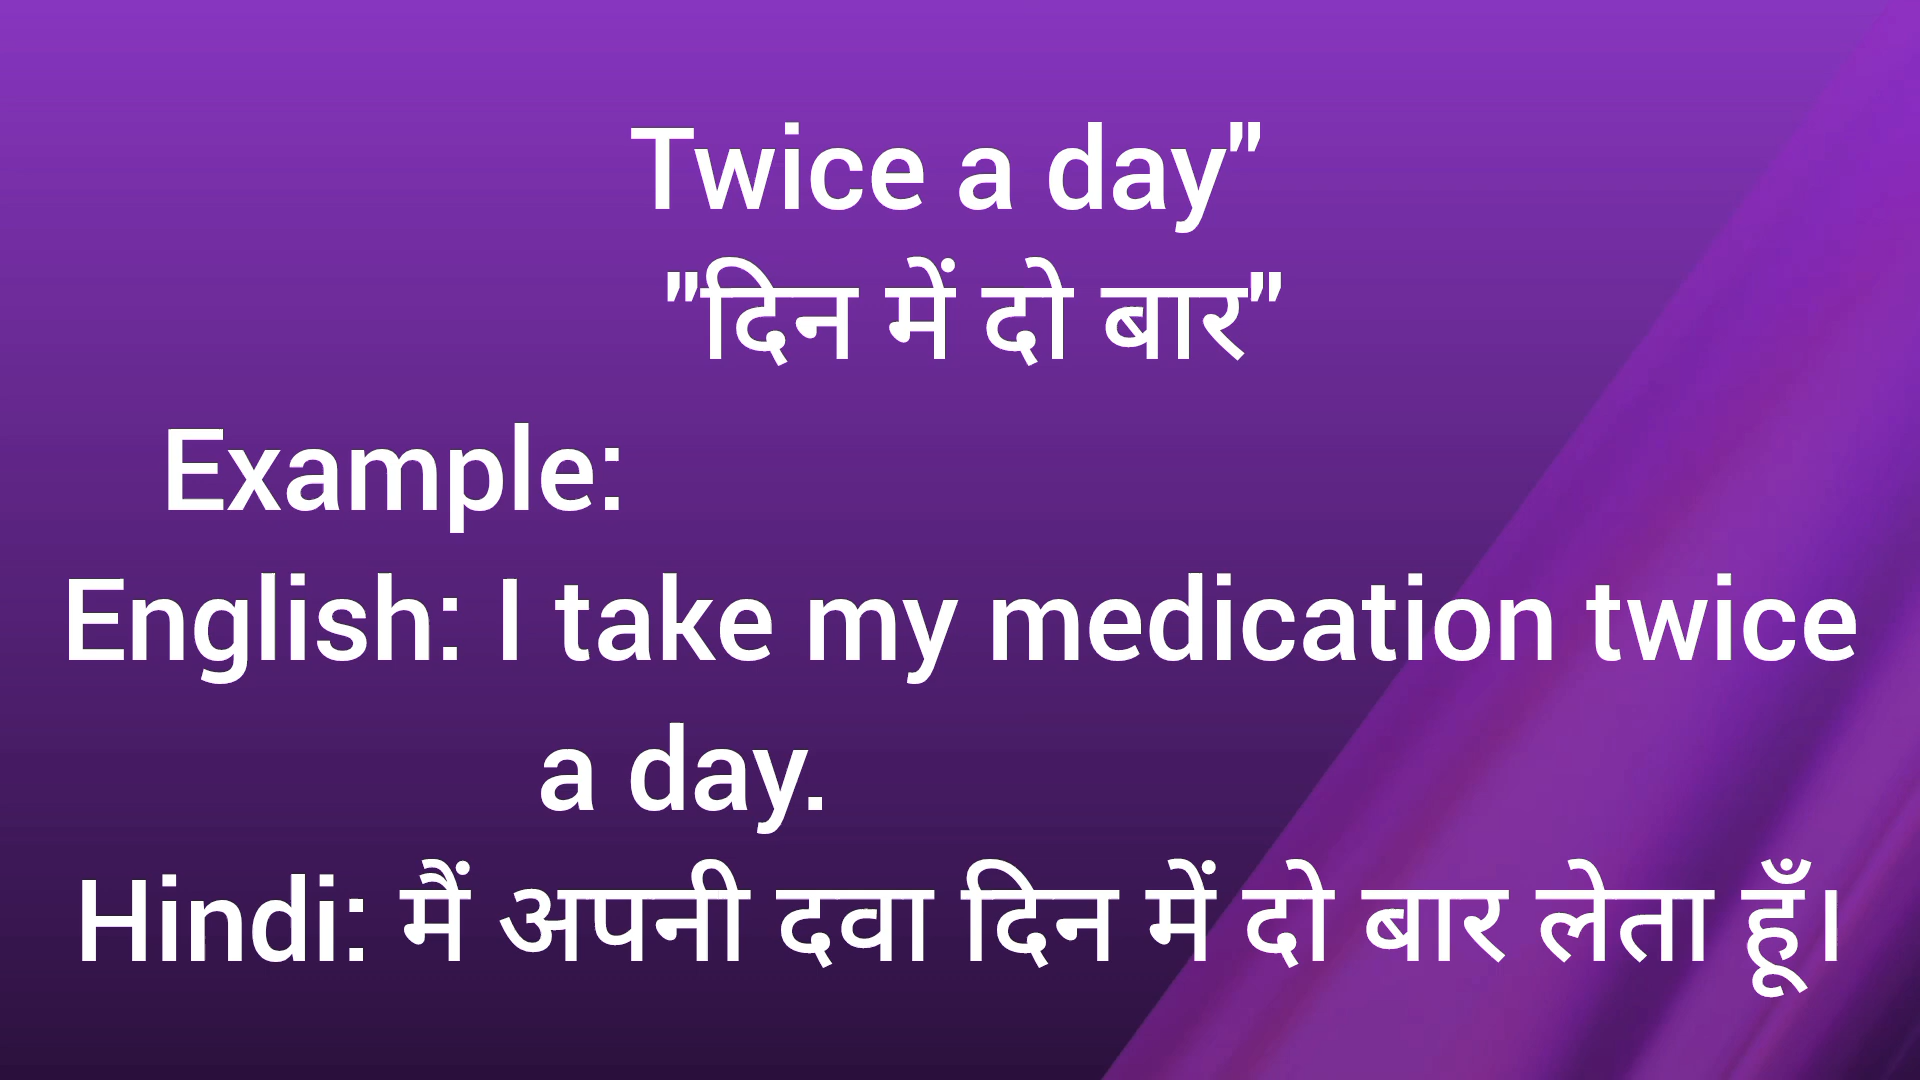 Twice a day"
"दिन में दो बार"
Example:
English: I take my medication twice
a day.
Hindi: मैं अपनी दवा दिन में दो बार लेता हूँ।